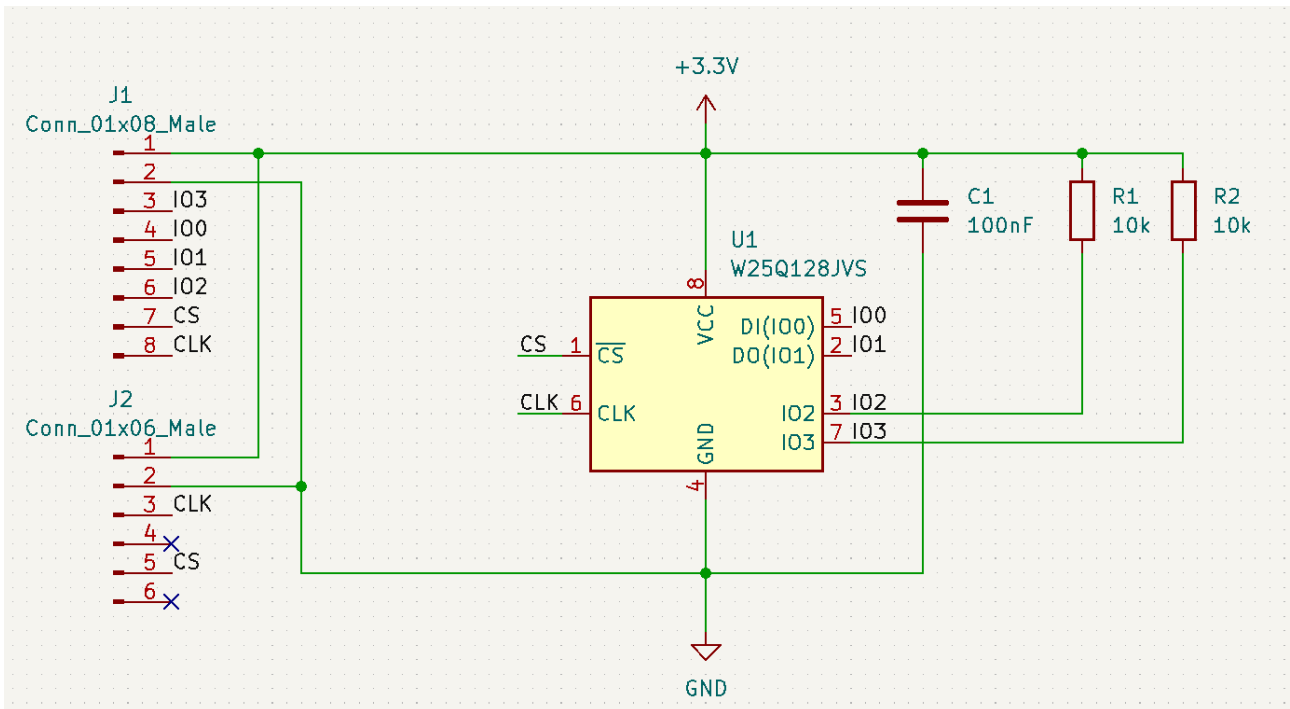 +3.3V
J1
Conn_01x08_Male
1
2
3 IO3
4 IO0
5 IO1
6 IO2
7 CS
8 CLK
J2
Conn_01x06_Male
1
2
3 CLK
4
5 CS
6
C1
100nF
R1
10k
R2
10k
U1
W25Q128JVS
8
VCC
DI(IO0) 5 IO0
DO(IO1) 2 IO1
CS 1 CS
CLK 6 CLK
IO2 3 IO2
IO3 7 IO3
GND
4
GND